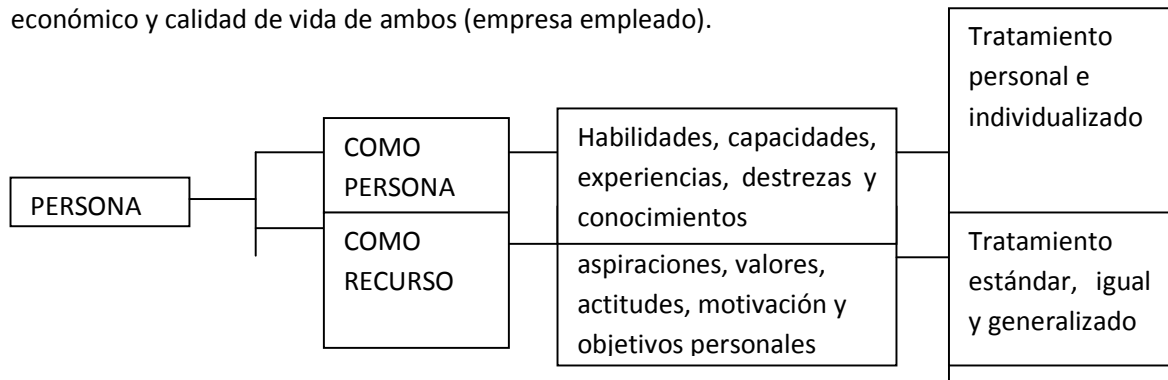 económico y calidad de vida de ambos (empresa empleado).
PERSONA
COMO
PERSONA
COMO
RECURSO
Habilidades, capacidades,
experiencias, destrezas y
conocimientos
aspiraciones, valores,
actitudes, motivación y
objetivos personales
Tratamiento
personal e
individualizado
Tratamiento
estándar, igual
y generalizado